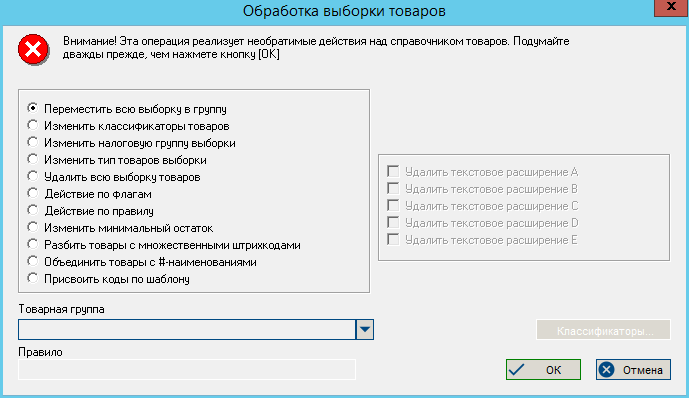 Обработка выборки товаров
x
Внимание! Эта операция реализует необратимые действия над справочником товаров. Подумайте
дважды прежде, чем нажмете кнопку [ОК]
Переместить всю выборку в группу
Изменить классификаторы товаров
Изменить налоговую группу выборки
Изменить тип товаров выборки
Удалить всю выборку товаров
Действие по флагам
Действие по правилу
Изменить минимальный остаток
Разбить товары с множественными штрихкодами
Объединить товары с #-наименованиями
Присвоить коды по шаблону
Удалить текстовое расширение A
Удалить текстовое расширение B
Удалить текстовое расширение C
Удалить текстовое расширение D
Удалить текстовое расширение E
Товарная группа
Классификаторы...
Правило
ОК
Отмена